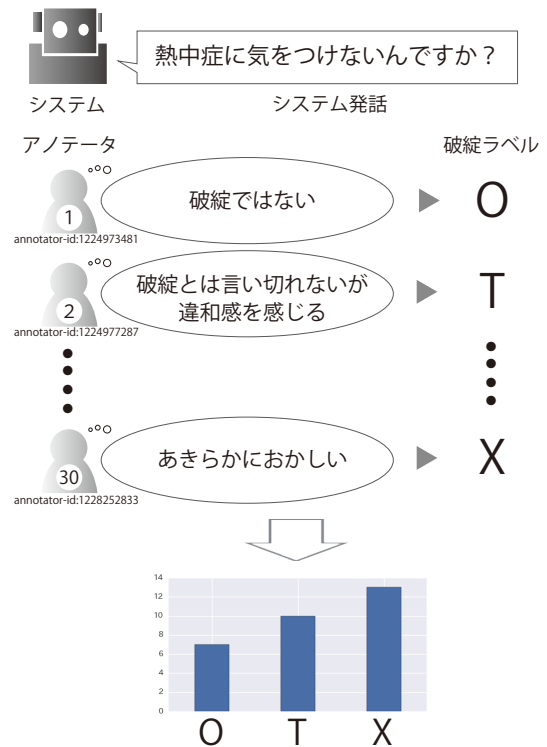 熱中症に気をつけないんですか？
システム
システム発話
アノテータ
破綻ラベル
1
破綻ではない
O
annotator-id:1224973481
2
破綻とは言い切れないが
違和感を感じる
T
annotator-id:1224977287
30
あきらかにおかしい
X
annotator-id:1228252833
14
12
10
8
6
4
2
0
O T X